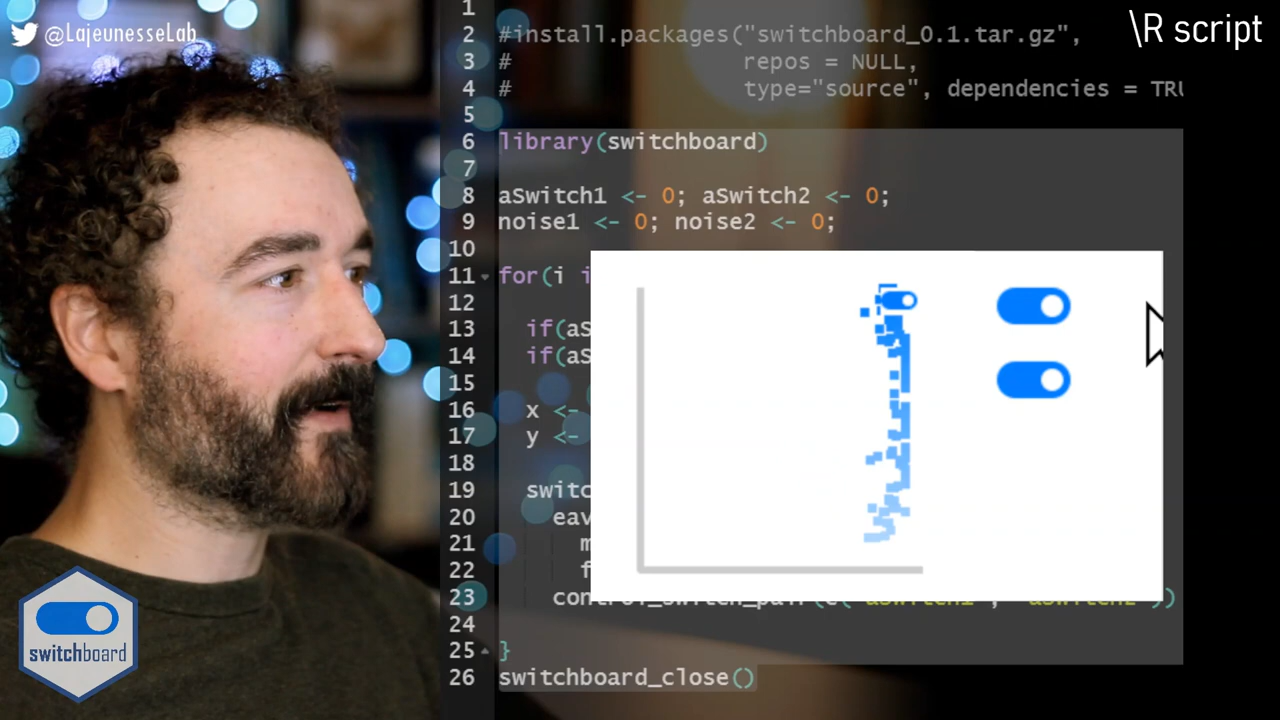 @LajeunesseLab
\R script
1
2 #install.packages("switchboard_0.1.tar.gz",
3 # repos = NULL,
4 # type="source", dependencies = TRU
5
6 library(switchboard)
7
8 aSwitch1 <- 0; aSwitch2 <- 0;
9 noise1 <- 0; noise2 <- 0;
10
11 for(i i
12
13 if(aS
14 if(aS
15
16 x <-
17 y <-
18
19 switc
20 eav
21 m
22 f
23 control_switch_pair(c("aSwitch1", "aSwitch2"))
24
25 }
26 switchboard_close()
switchboard